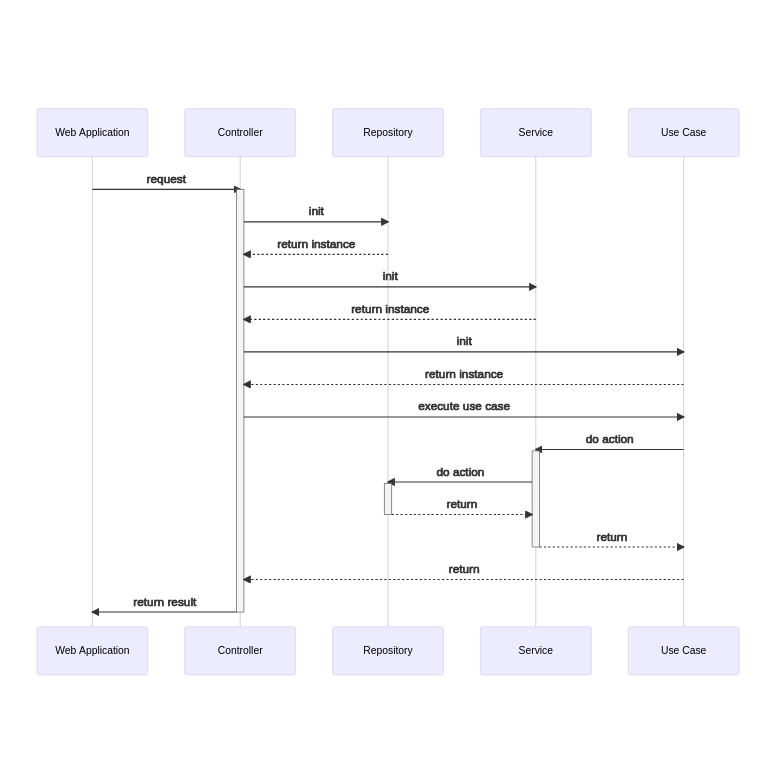 Web Application
Controller
Repository
Service
Use Case
request
init
return instance
init
return instance
init
return instance
execute use case
do action
do action
return
return
return
return result
Web Application
Controller
Repository
Service
Use Case